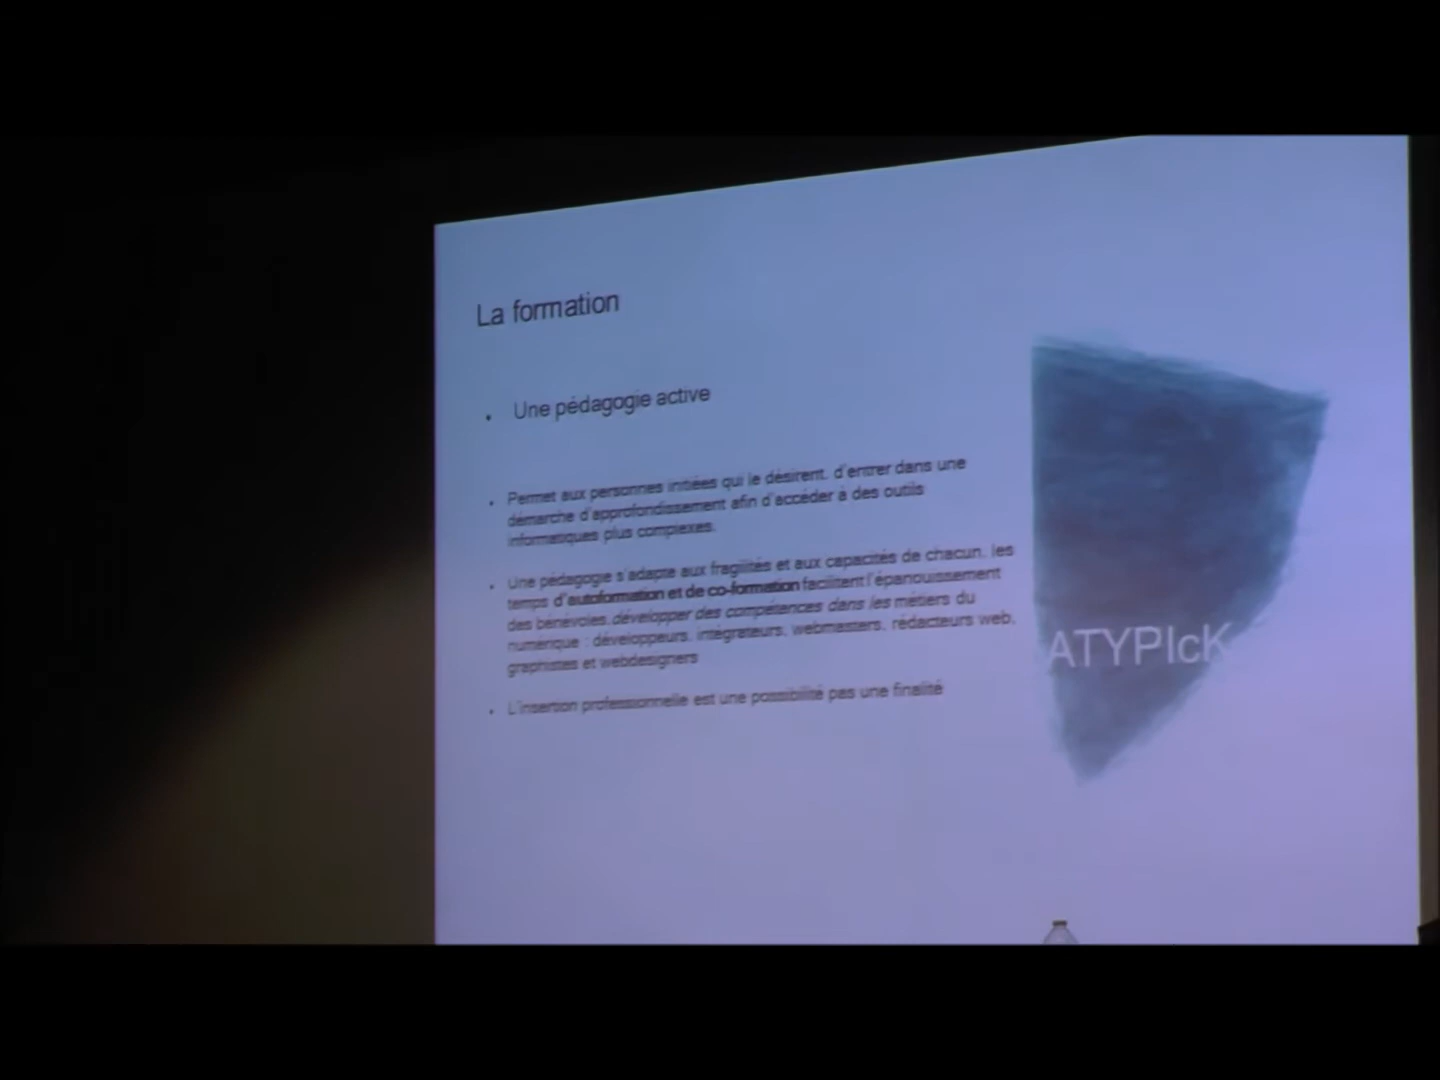 La formation
• Une pédagogie active
• Permet aux personnes initiées qui le désirent, d'entrer dans une
démarche d'approfondissement afin d'accéder à des outils
informatiques plus complexes.
• Une pédagogie s'adapte aux fragilités et aux capacités de chacun, les
temps d'autoformation et de co-formation facilitent l'épanouissement
des bénévoles développer des compétences dans les métiers du
numérique : développeurs, intégrateurs, webmasters, rédacteurs web,
graphistes et webdesigners
• L'insertion professionnelle est une possibilité pas une finalité
ATYPIcK